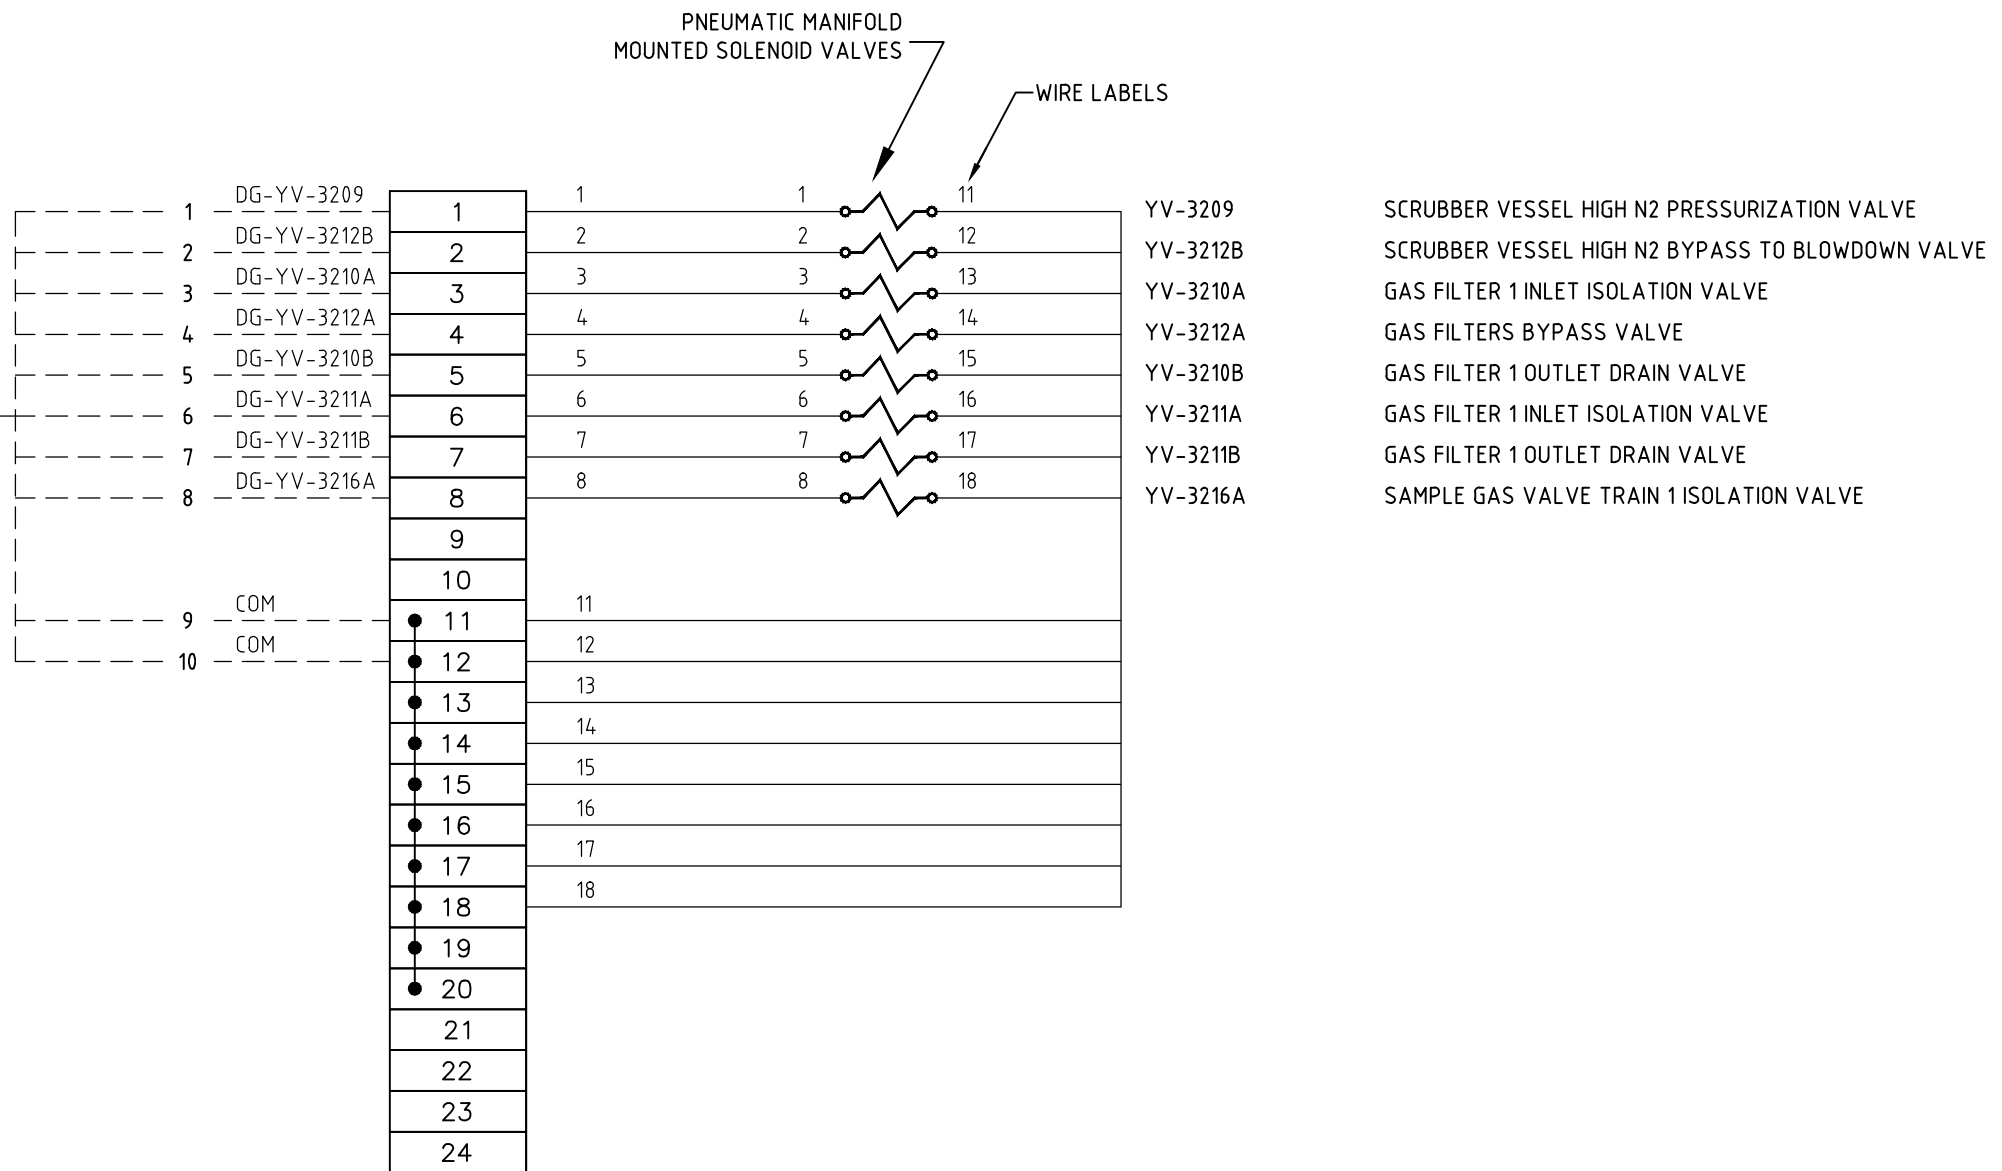 PNEUMATIC MANIFOLD
MOUNTED SOLENOID VALVES
WIRE LABELS
1 DG-YV-3209 1 1 1 11 YV-3209 SCRUBBER VESSEL HIGH N2 PRESSURIZATION VALVE
2 DG-YV-3212B 2 2 2 12 YV-3212B SCRUBBER VESSEL HIGH N2 BYPASS TO BLOWDOWN VALVE
3 DG-YV-3210A 3 3 3 13 YV-3210A GAS FILTER 1 INLET ISOLATION VALVE
4 DG-YV-3212A 4 4 4 14 YV-3212A GAS FILTERS BYPASS VALVE
5 DG-YV-3210B 5 5 5 15 YV-3210B GAS FILTER 1 OUTLET DRAIN VALVE
6 DG-YV-3211A 6 6 6 16 YV-3211A GAS FILTER 1 INLET ISOLATION VALVE
7 DG-YV-3211B 7 7 7 17 YV-3211B GAS FILTER 1 OUTLET DRAIN VALVE
8 DG-YV-3216A 8 8 8 18 YV-3216A SAMPLE GAS VALVE TRAIN 1 ISOLATION VALVE
9
10
9 COM 11 11
10 COM 12 12
13 13
14 14
15 15
16 16
17 17
18 18
19
20
21
22
23
24